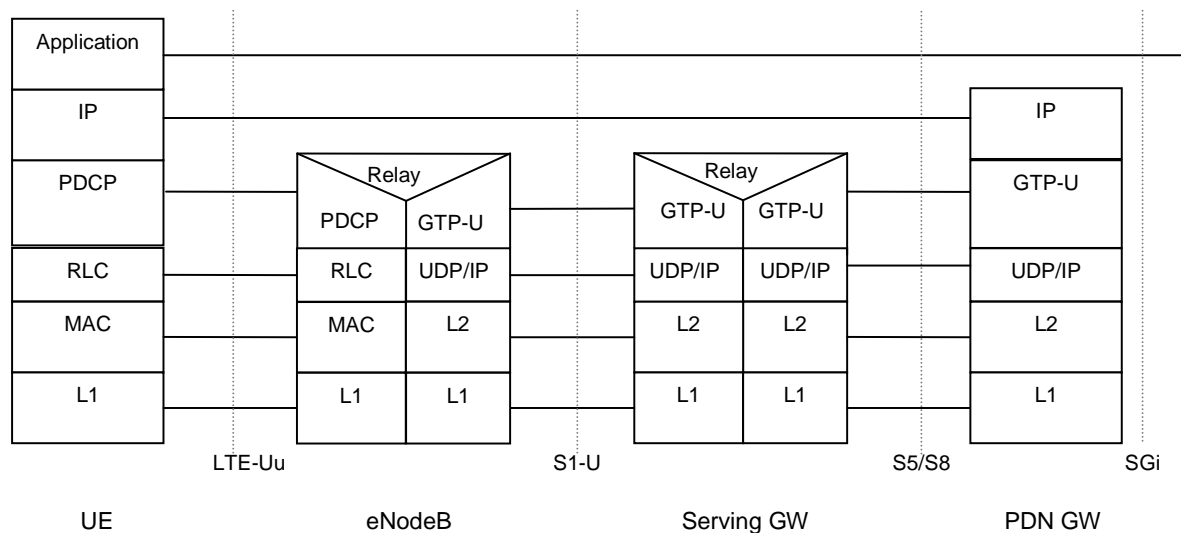 Application
IP
IP
PDCP
Relay
Relay
GTP-U
PDCP
GTP-U
GTP-U
GTP-U
RLC
RLC
UDP/IP
UDP/IP
UDP/IP
UDP/IP
MAC
MAC
L2
L2
L2
L2
L1
L1
L1
L1
L1
L1
LTE-Uu
S1-U
S5/S8
SGi
UE
eNodeB
Serving GW
PDN GW